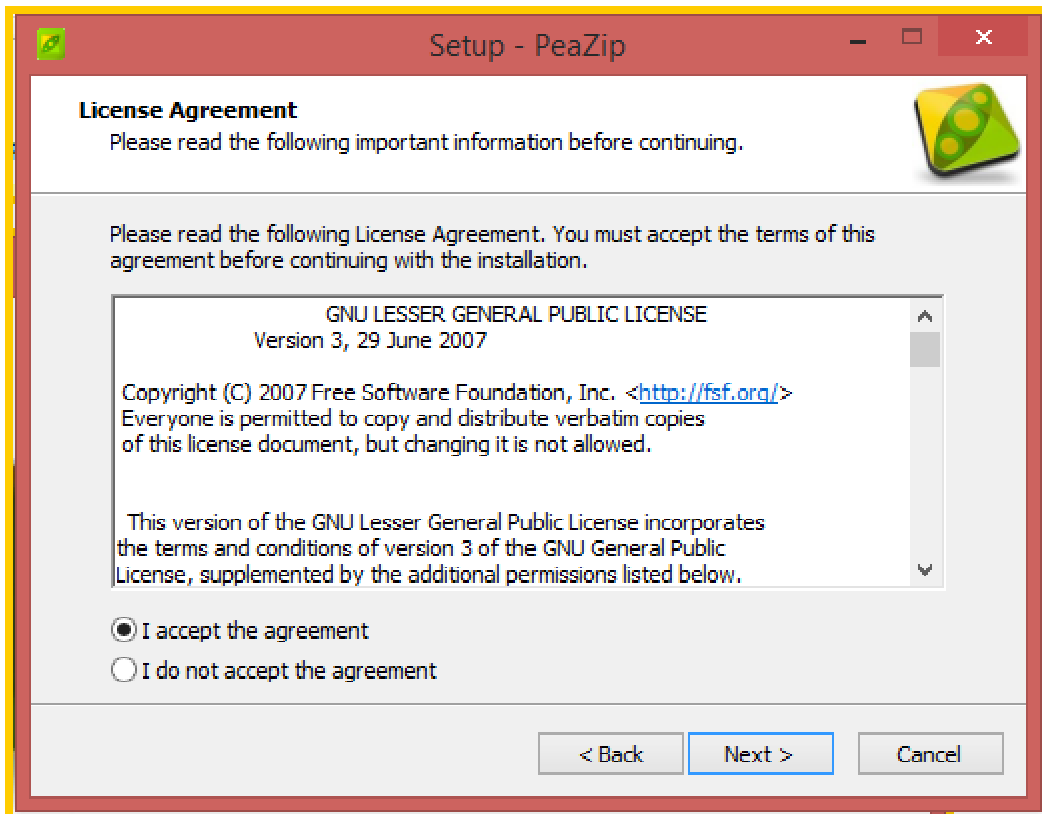 Setup - PeaZip
License Agreement
Please read the following important information before continuing.
Please read the following License Agreement. You must accept the terms of this
agreement before continuing with the installation.
GNU LESSER GENERAL PUBLIC LICENSE
Version 3, 29 June 2007
Copyright (C) 2007 Free Software Foundation, Inc. <http://fsf.org/>
Everyone is permitted to copy and distribute verbatim copies
of this license document, but changing it is not allowed.
This version of the GNU Lesser General Public License incorporates
the terms and conditions of version 3 of the GNU General Public
License, supplemented by the additional permissions listed below.
I accept the agreement
I do not accept the agreement
< Back Next > Cancel